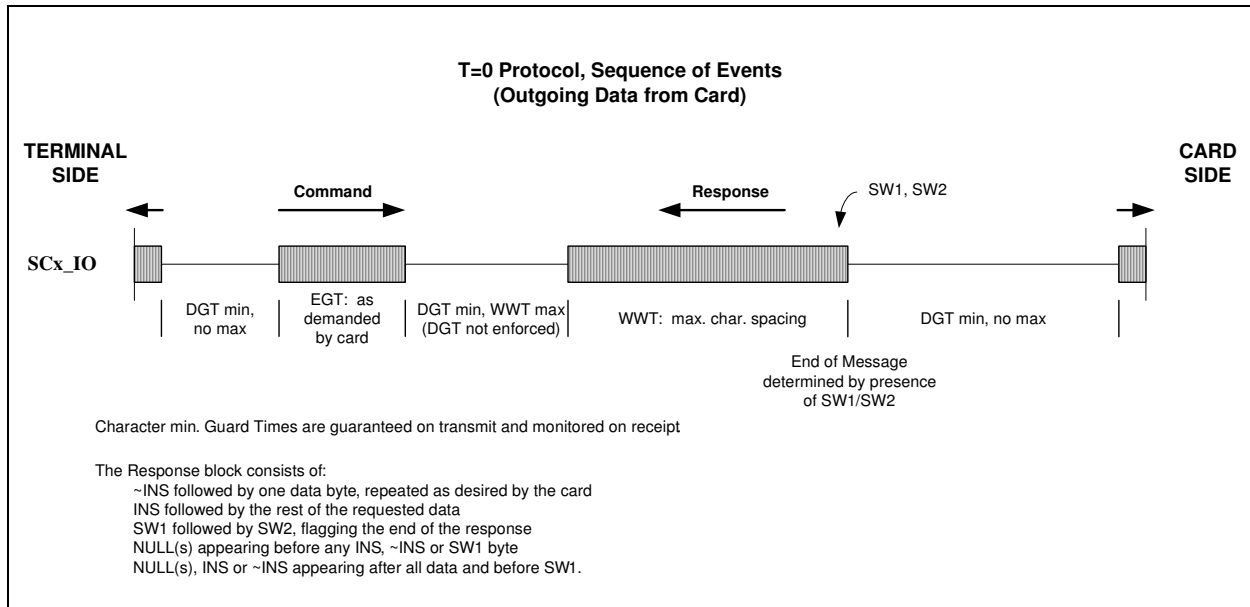 T=0 Protocol, Sequence of Events
(Outgoing Data from Card)
TERMINAL
SIDE
CARD
SIDE
Command
Response
SW1, SW2
SCx_IO
DGT min,
no max
EGT: as
demanded
by card
DGT min, WWT max
(DGT not enforced)
WWT: max. char. spacing
DGT min, no max
End of Message
determined by presence
of SW1/SW2
Character min. Guard Times are guaranteed on transmit and monitored on receipt
The Response block consists of:
~INS followed by one data byte, repeated as desired by the card
INS followed by the rest of the requested data
SW1 followed by SW2, flagging the end of the response
NULL(s) appearing before any INS, ~INS or SW1 byte
NULL(s), INS or ~INS appearing after all data and before SW1.